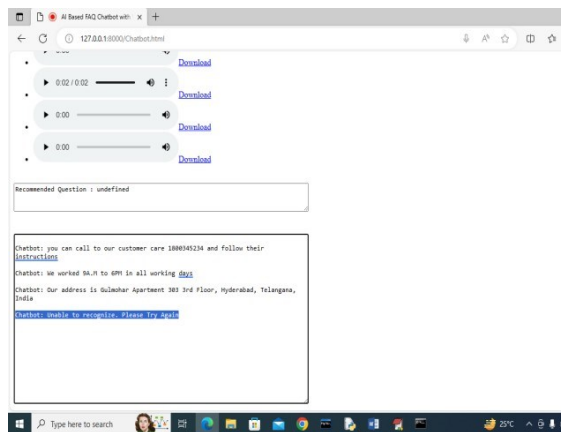 AI Based FAQ Chatbot with
127.0.0.1:8000/Chatbot.html
Download
0:02 / 0:02
Download
0:00
Download
0:00
Download
Recommended Question : undefined
Chatbot: you can call to our customer care 1800345234 and follow their
instructions
Chatbot: We worked 9A.M to 6PM in all working days
Chatbot: Our address is Gulmohar Apartment 303 3rd Floor, Hyderabad, Telangana,
India
Chatbot: Unable to recognize. Please Try Again
Type here to search
25°C